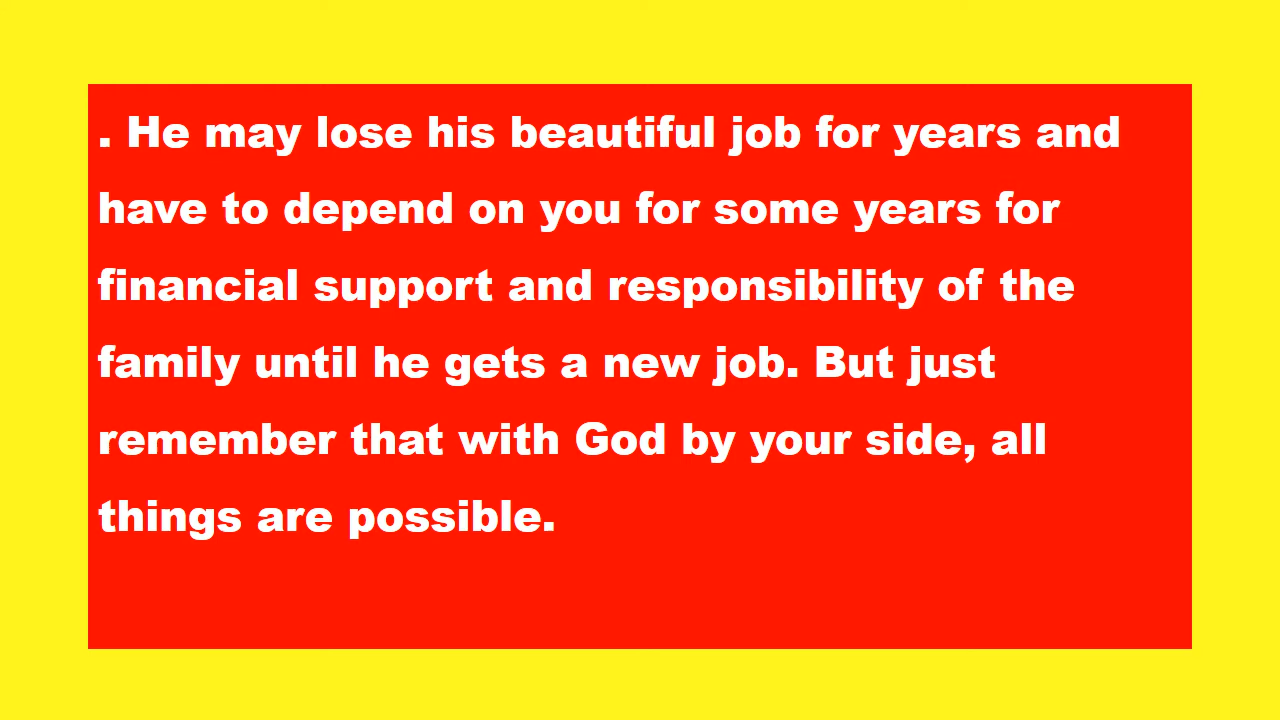 . He may lose his beautiful job for years and
have to depend on you for some years for
financial support and responsibility of the
family until he gets a new job. But just
remember that with God by your side, all
things are possible.